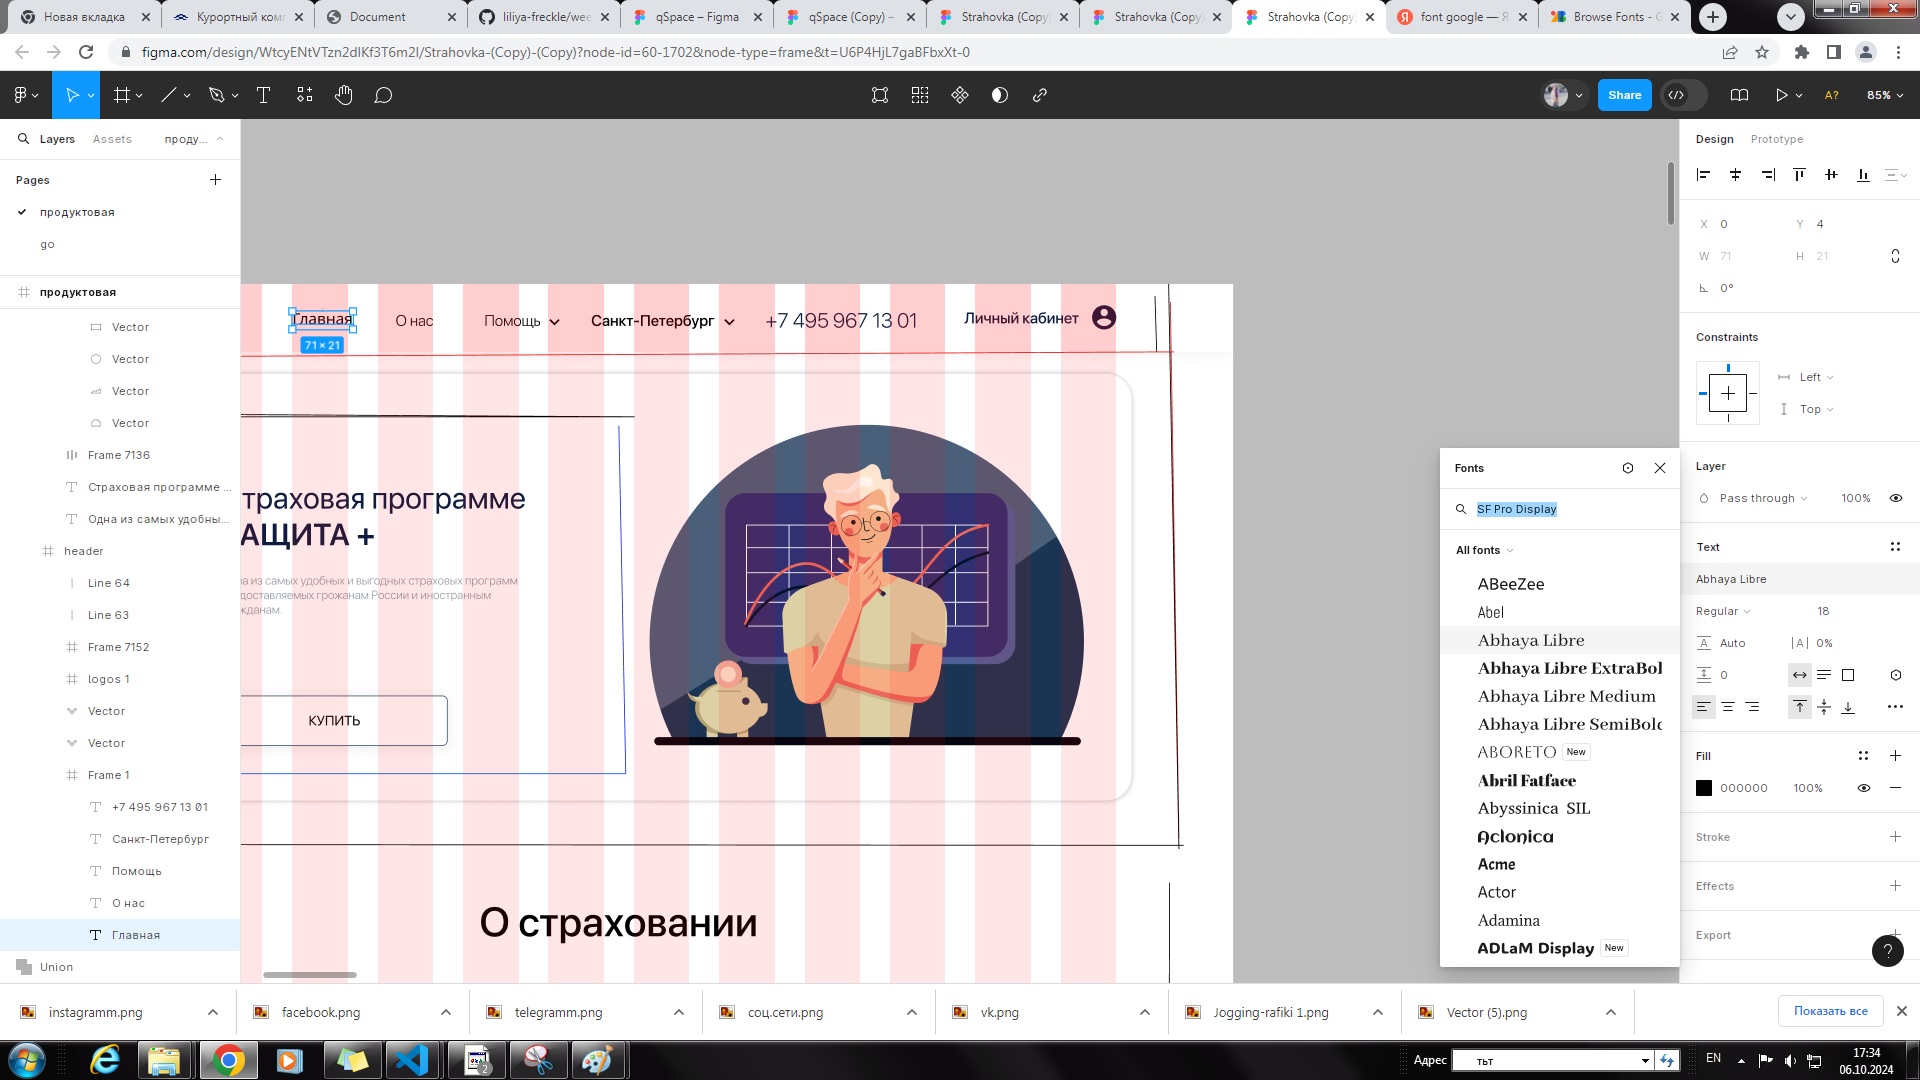 Новая вкладка
Курортный комп
Document
liliya-freckle/wee
qSpace – Figma
qSpace (Copy) –
Strahovka (Copy)
Strahovka (Copy)
Strahovka (Copy)
font google — Я
Browse Fonts - G
figma.com/design/WtcyENtVTzn2dlKf3T6m2I/Strahovka-(Copy)-(Copy)?node-id=60-1702&node-type=frame&t=U6P4HjL7gaBFbxXt-0
Share
A?
85%
Layers
Assets
проду...
Pages
продуктовая
go
продуктовая
Vector
Vector
Vector
Vector
Frame 7136
Страховая программе ...
Одна из самых удобны...
header
Line 64
Line 63
Frame 7152
logos 1
Vector
Vector
Frame 1
+7 495 967 13 01
Санкт-Петербург
Помощь
О нас
Главная
Union
Главная
71 × 21
О нас
Помощь
Санкт-Петербург
+7 495 967 13 01
Личный кабинет
траховая программе
АЩИТА +
а из самых удобных и выгодных страховых программ
доставляемых грожанам России и иностранным
жданам.
КУПИТЬ
О страховании
Fonts
SF Pro Display
All fonts
ABeeZee
Abel
Abhaya Libre
Abhaya Libre ExtraBol
Abhaya Libre Medium
Abhaya Libre SemiBold
ABORETO New
Abril Fatface
Abyssinica SIL
Aclonica
Acme
Actor
Adamina
ADLaM Display New
Design
Prototype
X 0
Y 4
W 71
H 21
0°
Constraints
Left
Top
Layer
Pass through
100%
Text
Abhaya Libre
Regular
18
A Auto
|A| 0%
0
Fill
000000
100%
Stroke
Effects
Export
?
instagramm.png
facebook.png
telegramm.png
соц.сети.png
vk.png
Jogging-rafiki 1.png
Vector (5).png
Показать все
2
Адрес
тьт
EN
17:34
06.10.2024